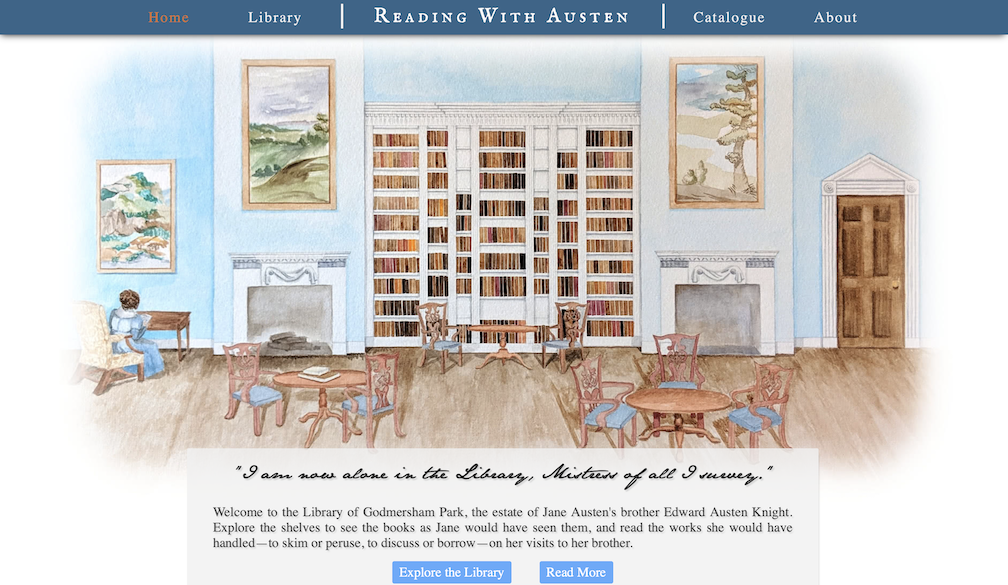 Home Library Reading With Austen Catalogue About
"I am now alone in the Library, Mistress of all I survey."
Welcome to the Library of Godmersham Park, the estate of Jane Austen's brother Edward Austen Knight.
Explore the shelves to see the books as Jane would have seen them, and read the works she would have
handled—to skim or peruse, to discuss or borrow—on her visits to her brother.
Explore the Library Read More